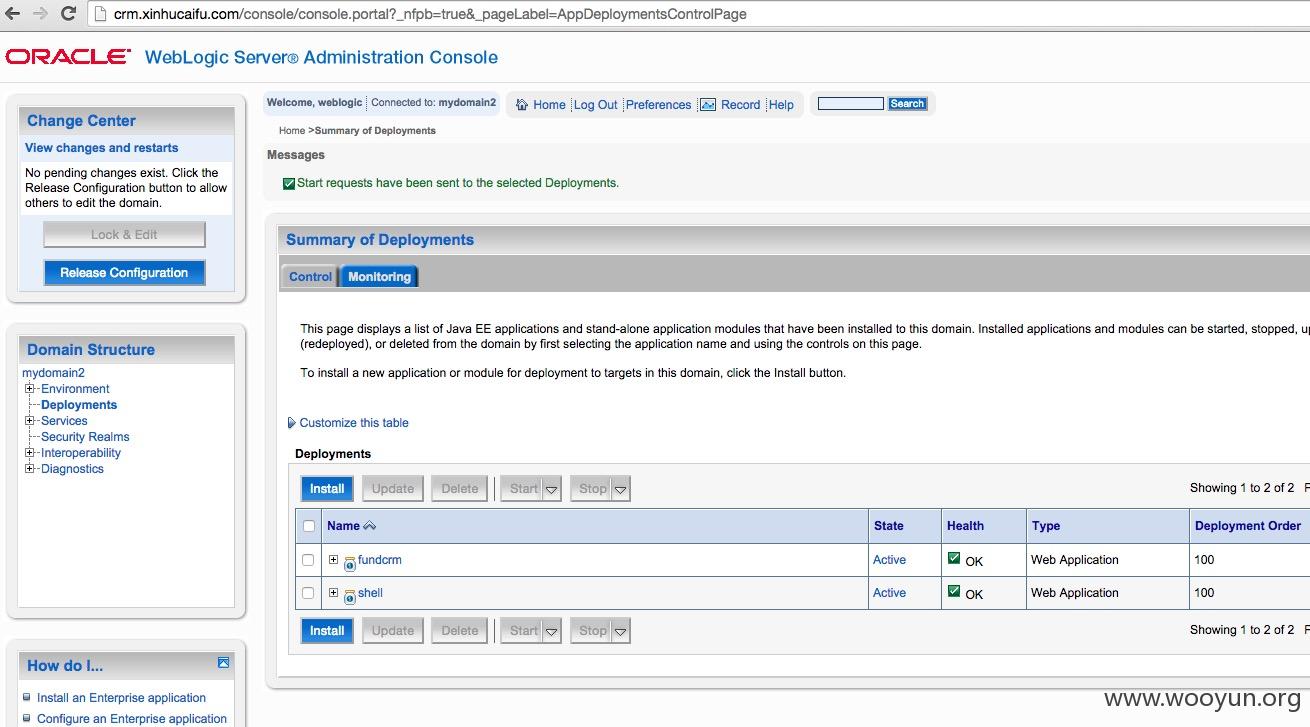 crm.xinhucaifu.com/console/console.portal?_nfpb=true&_pageLabel=AppDeploymentsControlPage
ORACLE WebLogic Server® Administration Console
Change Center
View changes and restarts
No pending changes exist. Click the
Release Configuration button to allow
others to edit the domain.
Lock & Edit
Release Configuration
Domain Structure
mydomain2
Environment
Deployments
Services
Security Realms
Interoperability
Diagnostics
How do I...
Install an Enterprise application
Configure an Enterprise application
Welcome, weblogic Connected to: mydomain2 Home Log Out Preferences Record Help Search
Home >Summary of Deployments
Messages
Start requests have been sent to the selected Deployments.
Summary of Deployments
Control Monitoring
This page displays a list of Java EE applications and stand-alone application modules that have been installed to this domain. Installed applications and modules can be started, stopped, up
(redeployed), or deleted from the domain by first selecting the application name and using the controls on this page.
To install a new application or module for deployment to targets in this domain, click the Install button.
Customize this table
Deployments
Install Update Delete Start Stop Showing 1 to 2 of 2
Name State Health Type Deployment Order
fundcrm Active OK Web Application 100
shell Active OK Web Application 100
Install Update Delete Start Stop Showing 1 to 2 of 2
www.wooyun.org